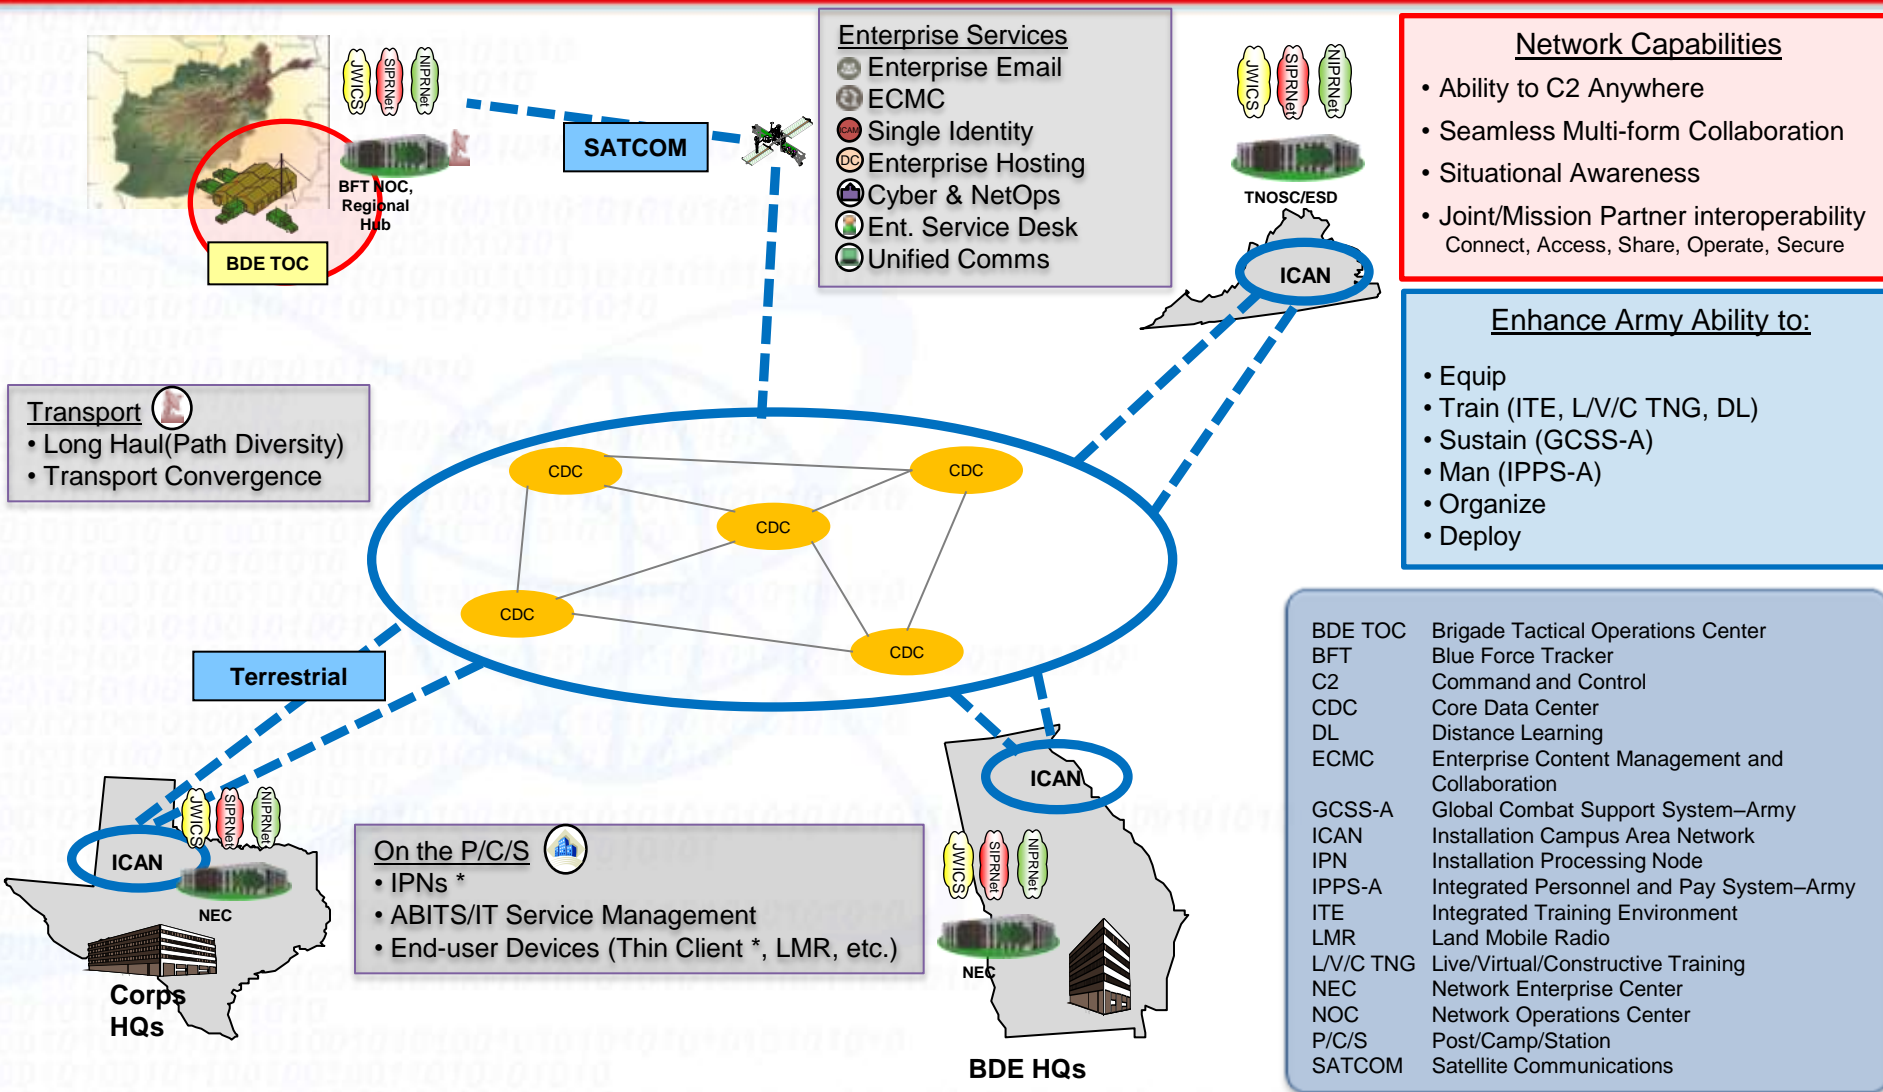 JWICS
SIPRNet
NIPRNet
BFT NOC,
Regional
Hub
BDE TOC
SATCOM
Enterprise Services
Enterprise Email
ECMC
ICAM
Single Identity
DC
Enterprise Hosting
Cyber & NetOps
Ent. Service Desk
Unified Comms
JWICS
SIPRNet
NIPRNet
TNOSC/ESD
ICAN
Network Capabilities
• Ability to C2 Anywhere
• Seamless Multi-form Collaboration
• Situational Awareness
• Joint/Mission Partner interoperability
Connect, Access, Share, Operate, Secure
Enhance Army Ability to:
• Equip
• Train (ITE, L/V/C TNG, DL)
• Sustain (GCSS-A)
• Man (IPPS-A)
• Organize
• Deploy
Transport
• Long Haul(Path Diversity)
• Transport Convergence
CDC
CDC
CDC
CDC
CDC
Terrestrial
JWICS
SIPRNet
NIPRNet
ICAN
NEC
Corps
HQs
On the P/C/S
• IPNs *
• ABITS/IT Service Management
• End-user Devices (Thin Client *, LMR, etc.)
ICAN
JWICS
SIPRNet
NIPRNet
NEC
BDE HQs
BDE TOC Brigade Tactical Operations Center
BFT Blue Force Tracker
C2 Command and Control
CDC Core Data Center
DL Distance Learning
ECMC Enterprise Content Management and
Collaboration
GCSS-A Global Combat Support System–Army
ICAN Installation Campus Area Network
IPN Installation Processing Node
IPPS-A Integrated Personnel and Pay System–Army
ITE Integrated Training Environment
LMR Land Mobile Radio
L/V/C TNG Live/Virtual/Constructive Training
NEC Network Enterprise Center
NOC Network Operations Center
P/C/S Post/Camp/Station
SATCOM Satellite Communications